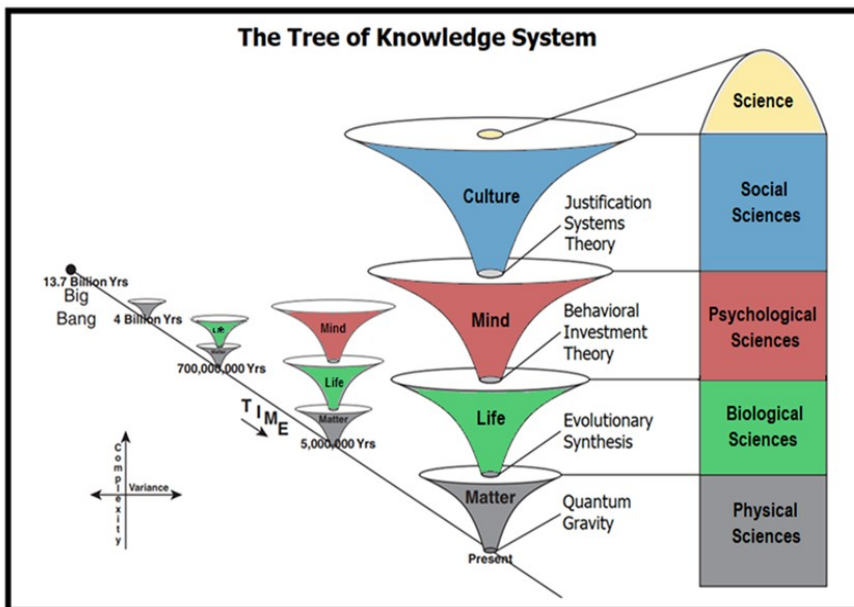 The Tree of Knowledge System
Science
Culture
Social
Sciences
Justification
Systems
Theory
13.7 Billion Yrs
Big
Bang
4 Billion Yrs
Life
Matter
700,000,000 Yrs
Mind
Life
Matter
5,000,000 Yrs
TIME
Mind
Behavioral
Investment
Theory
Psychological
Sciences
Life
Evolutionary
Synthesis
Biological
Sciences
Matter
Quantum
Gravity
Physical
Sciences
Present
Complexity
Variance